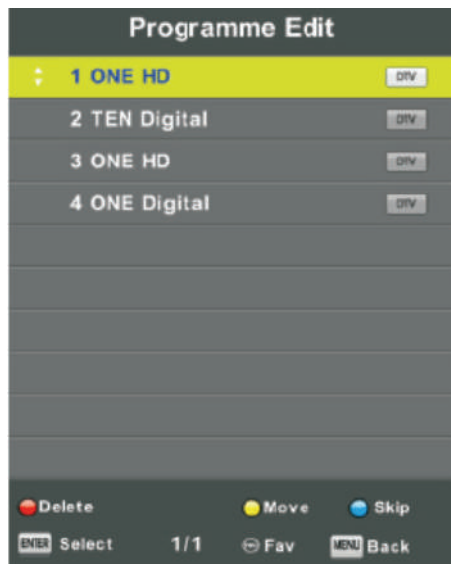 Programme Edit
1 ONE HD DTV
2 TEN Digital DTV
3 ONE HD DTV
4 ONE Digital DTV
Delete Move Skip
ENTER Select 1/1 Fav MENU Back